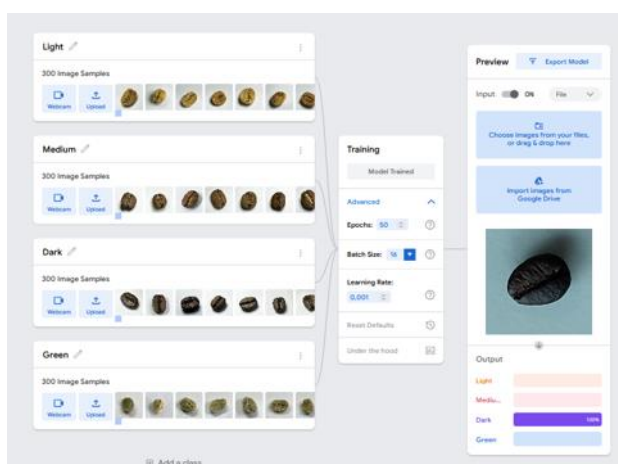 Light
300 Image Samples
Webcam
Upload
Medium
300 Image Samples
Webcam
Upload
Dark
300 Image Samples
Webcam
Upload
Green
300 Image Samples
Webcam
Upload
Add a class
Training
Model Trained
Advanced
Epochs: 50
Batch Size: 16
Learning Rate:
0,001
Reset Defaults
Under the hood
Preview
Export Model
Input ON File
Choose images from your files,
or drag & drop here
Import images from
Google Drive
Output
Light
Mediu...
Dark
100%
Green